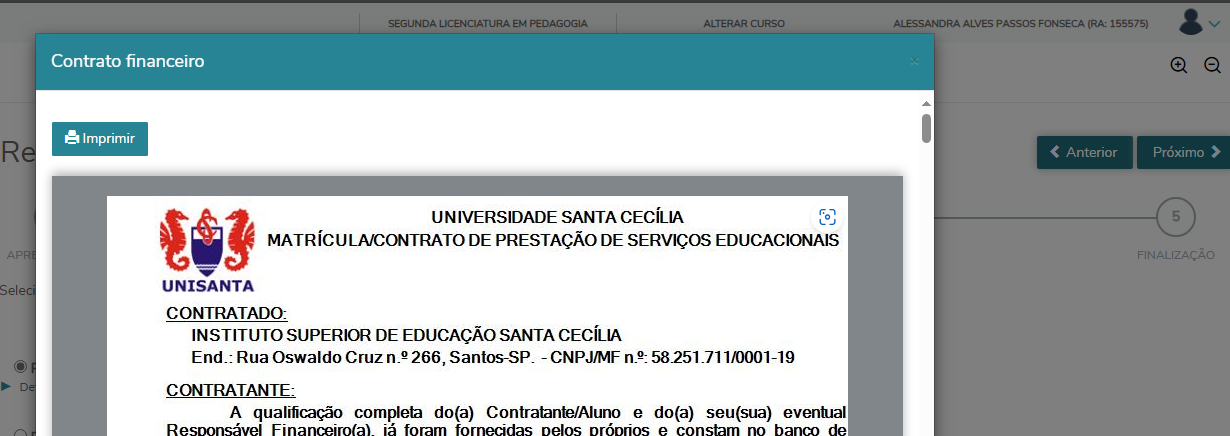 SEGUNDA LICENCIATURA EM PEDAGOGIA
ALTERAR CURSO
ALESSANDRA ALVES PASSOS FONSECA (RA: 155575)
Contrato financeiro
×
Imprimir
Re
Anterior
Próximo
5
APRE
FINALIZAÇÃO
Seleci
De
UNIVERSIDADE SANTA CECÍLIA
MATRÍCULA/CONTRATO DE PRESTAÇÃO DE SERVIÇOS EDUCACIONAIS
UNISANTA
CONTRATADO:
INSTITUTO SUPERIOR DE EDUCAÇÃO SANTA CECÍLIA
End.: Rua Oswaldo Cruz n.º 266, Santos-SP. - CNPJ/MF n.º: 58.251.711/0001-19
CONTRATANTE:
A qualificação completa do(a) Contratante/Aluno e do(a) seu(sua) eventual
Responsável Financeiro(a), já foram fornecidas pelos próprios e constam no banco de